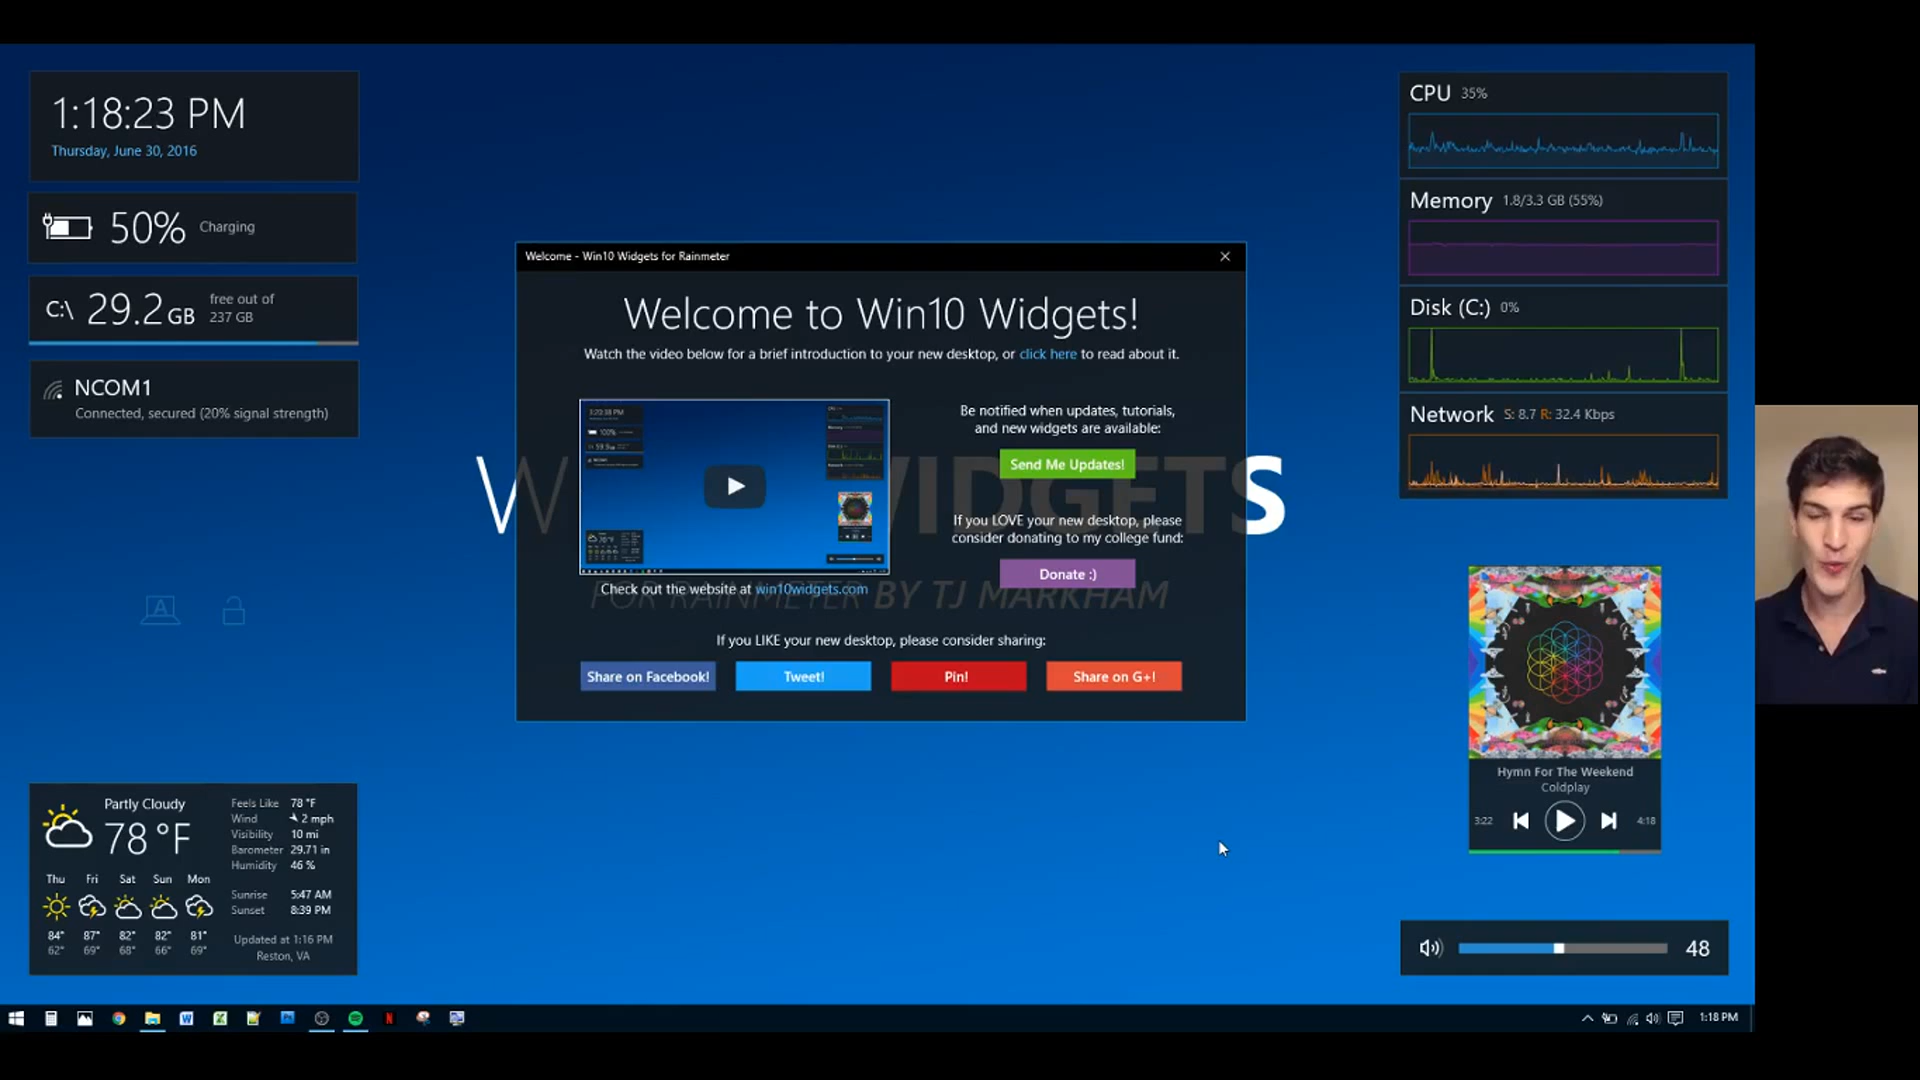 1:18:23 PM
Thursday, June 30, 2016
50% Charging
C:\ 29.2 GB free out of
237 GB
NCOM1
Connected, secured (20% signal strength)
A
Partly Cloudy
78 °F
Feels Like 78 °F
Wind 2 mph
Visibility 10 mi
Barometer 29.71 in
Humidity 46 %
Sunrise 5:47 AM
Sunset 8:39 PM
Updated at 1:16 PM
Reston, VA
Thu Fri Sat Sun Mon
84° 87° 82° 82° 81°
62° 69° 68° 66° 69°
Welcome - Win10 Widgets for Rainmeter
Welcome to Win10 Widgets!
Watch the video below for a brief introduction to your new desktop, or click here to read about it.
Be notified when updates, tutorials,
and new widgets are available:
Send Me Updates!
If you LOVE your new desktop, please
consider donating to my college fund:
Donate :)
Check out the website at win10widgets.com
If you LIKE your new desktop, please consider sharing:
Share on Facebook! Tweet! Pin! Share on G+!
WIDGETS
FOR RAINMETER BY TJ MARKHAM
CPU 35%
Memory 1.8/3.3 GB (55%)
Disk (C:) 0%
Network S: 8.7 R: 32.4 Kbps
Hymn For The Weekend
Coldplay
3:22 4:18
48
1:18 PM